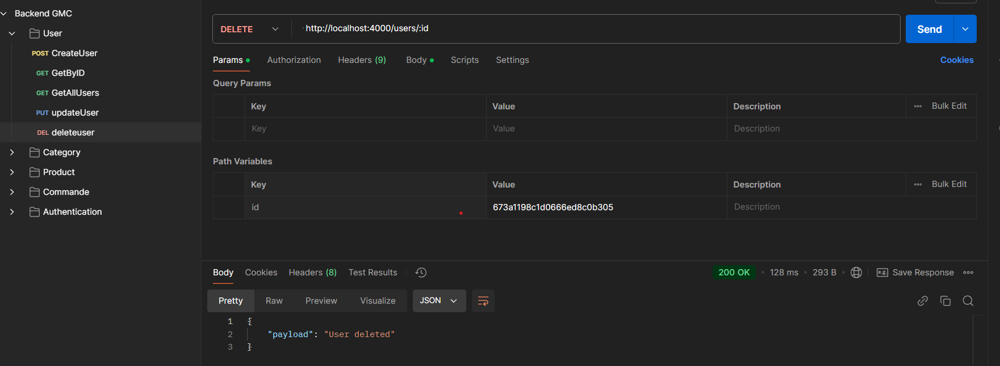 Backend GMC
User
POST CreateUser
GET GetByID
GET GetAllUsers
PUT updateUser
DEL deleteuser
Category
Product
Commande
Authentication
DELETE http://localhost:4000/users/:id Send
Params Authorization Headers (9) Body Scripts Settings Cookies
Query Params
Key Value Description Bulk Edit
Key Value Description
Path Variables
Key Value Description Bulk Edit
id 673a1198c1d0666ed8c0b305 Description
Body Cookies Headers (8) Test Results 200 OK 128 ms 293 B e.g. Save Response
Pretty Raw Preview Visualize JSON
1 {
2 "payload": "User deleted"
3 }